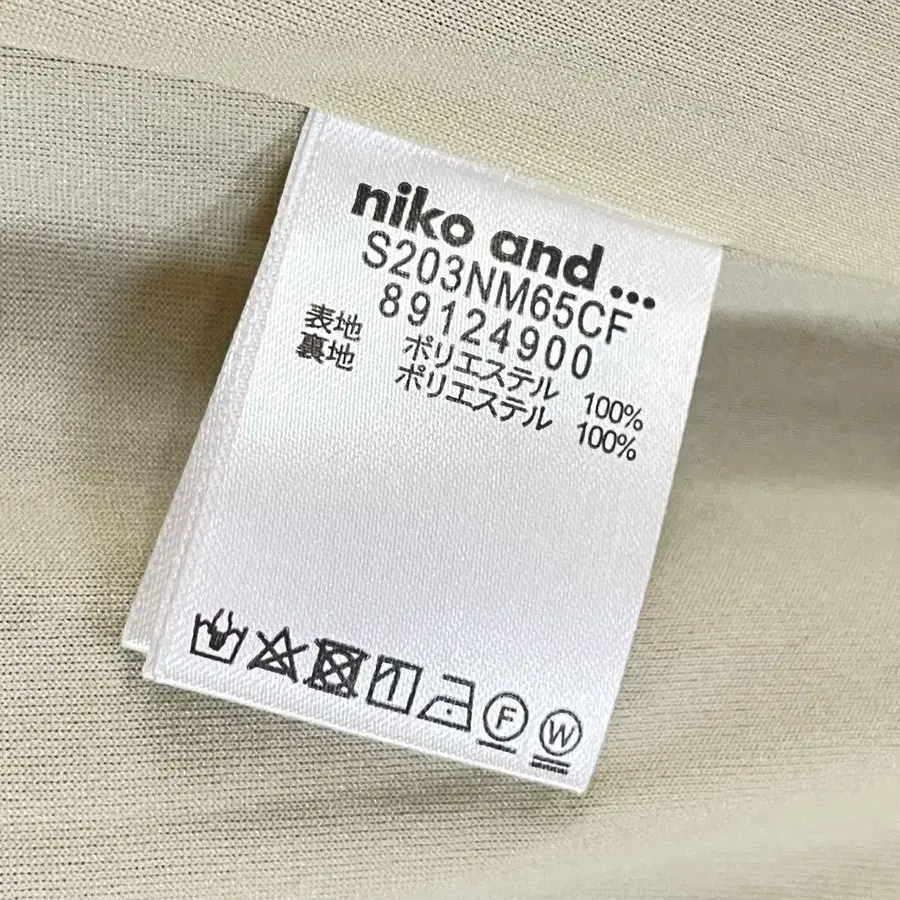 niko and ...
S203NM65CF
89124900
表地 ポリエステル 100%
裏地 ポリエステル 100%
F W